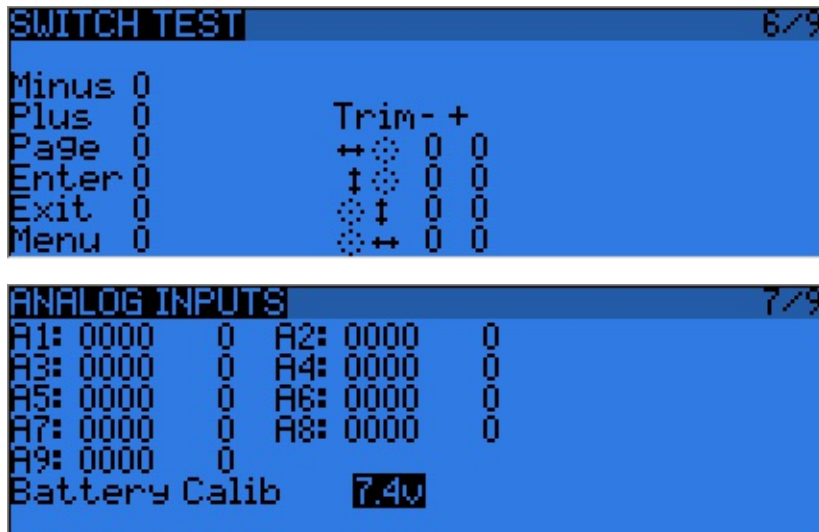 SWITCH TEST 6/9
Minus 0
Plus 0 Trim - +
Page 0 ↔ 0 0
Enter 0 ↕ 0 0
Exit 0 ↕ 0 0
Menu 0 ↔ 0 0
ANALOG INPUTS 7/9
A1: 0000 0 A2: 0000 0
A3: 0000 0 A4: 0000 0
A5: 0000 0 A6: 0000 0
A7: 0000 0 A8: 0000 0
A9: 0000 0
Battery Calib 7.4v